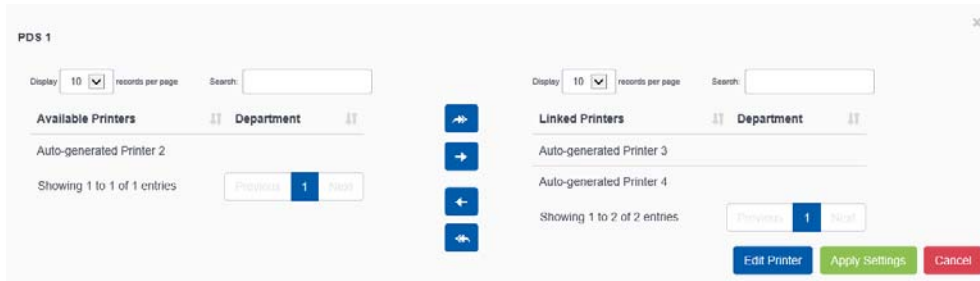 PDS 1
Display 10 records per page Search:
Available Printers Department
Auto-generated Printer 2
Showing 1 to 1 of 1 entries Previous 1 Next
Display 10 records per page Search:
Linked Printers Department
Auto-generated Printer 3
Auto-generated Printer 4
Showing 1 to 2 of 2 entries Previous 1 Next
Edit Printer Apply Settings Cancel